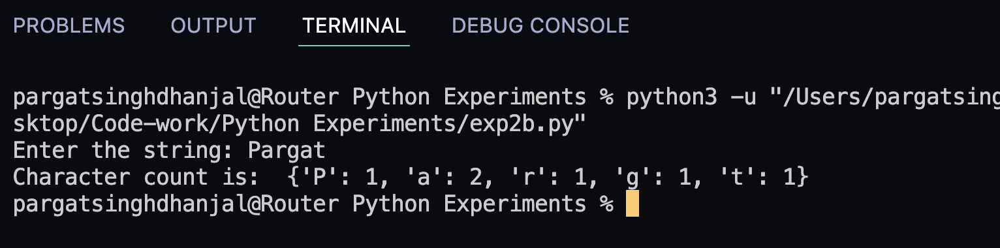 PROBLEMS OUTPUT TERMINAL DEBUG CONSOLE
pargatsinghdhanjal@Router Python Experiments % python3 -u "/Users/pargatsing
sktop/Code-work/Python Experiments/exp2b.py"
Enter the string: Pargat
Character count is:  {'P': 1, 'a': 2, 'r': 1, 'g': 1, 't': 1}
pargatsinghdhanjal@Router Python Experiments %